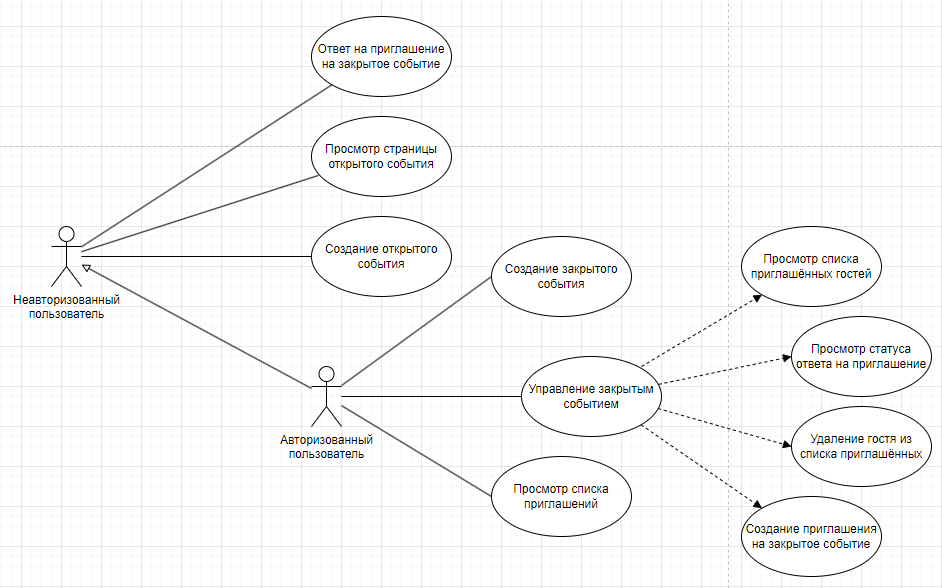 Ответ на приглашение
на закрытое событие
Просмотр страницы
открытого события
Создание открытого
события
Неавторизованный
пользователь
Создание закрытого
события
Просмотр списка
приглашённых гостей
Просмотр статуса
ответа на приглашение
Управление закрытым
событием
Авторизованный
пользователь
Удаление гостя из
списка приглашённых
Просмотр списка
приглашений
Создание приглашения
на закрытое событие